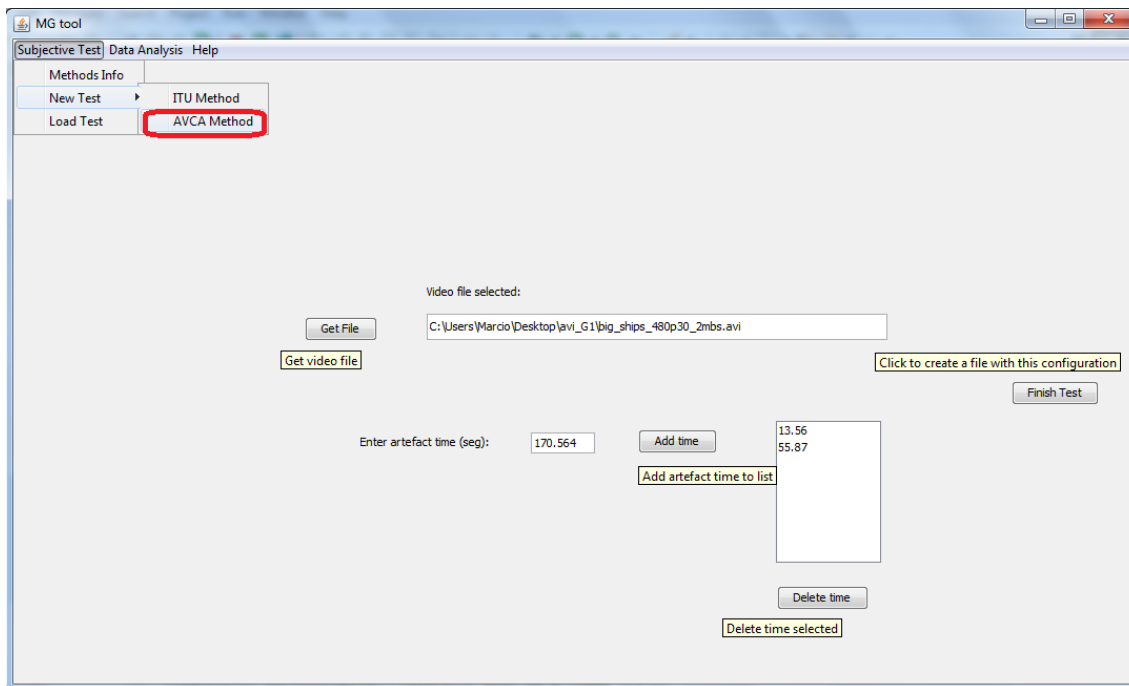 MG tool
Subjective Test Data Analysis Help
Methods Info
New Test ITU Method
Load Test AVCA Method
Video file selected:
Get File C:\Users\Marcio\Desktop\avi_G1\big_ships_480p30_2mbs.avi
Get video file Click to create a file with this configuration
Finish Test
Enter artefact time (seg): 170.564 Add time 13.56
55.87
Add artefact time to list
Delete time
Delete time selected